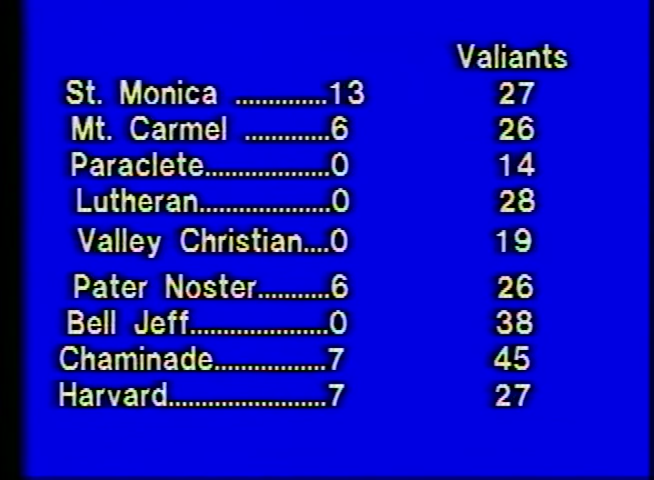 Valiants
St. Monica ..............13 27
Mt. Carmel .............6 26
Paraclete...................0 14
Lutheran....................0 28
Valley Christian....0 19
Pater Noster...........6 26
Bell Jeff.....................0 38
Chaminade.................7 45
Harvard........................7 27